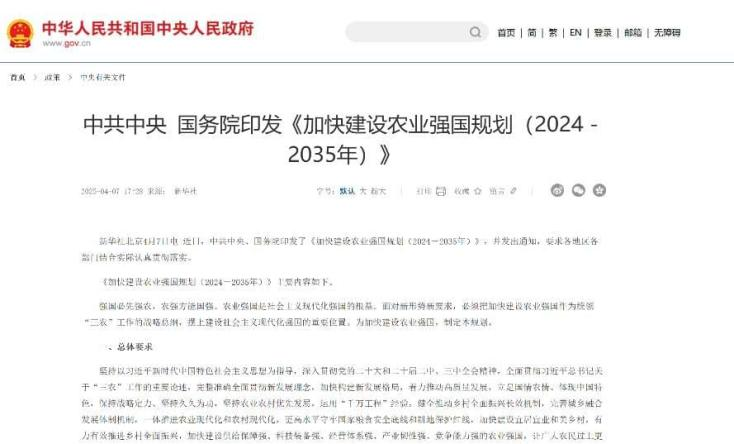 中华人民共和国中央人民政府
www.gov.cn
首页 | 简 | 繁 | EN | 登录 | 邮箱 | 无障碍
首页 > 政策 > 中央有关文件
中共中央 国务院印发《加快建设农业强国规划（2024－
2035年）》
2025-04-07 17:28 来源： 新华社 字号：默认 大 超大 | 打印 | 收藏 | 留言
新华社北京4月7日电 近日，中共中央、国务院印发了《加快建设农业强国规划（2024－2035年）》，并发出通知，要求各地区各
部门结合实际认真贯彻落实。
《加快建设农业强国规划（2024－2035年）》主要内容如下。
强国必先强农，农强方能国强。农业强国是社会主义现代化强国的根基。面对新形势新要求，必须把加快建设农业强国作为统领
“三农”工作的战略总纲，摆上建设社会主义现代化强国的重要位置。为加快建设农业强国，制定本规划。
、总体要求
坚持以习近平新时代中国特色社会主义思想为指导，深入贯彻党的二十大和二十届二中、三中全会精神，全面贯彻习近平总书记关
于“三农”工作的重要论述，完整准确全面贯彻新发展理念，加快构建新发展格局，着力推动高质量发展，立足国情农情、体现中国特
色，保持战略定力、坚持久久为功，坚持农业农村优先发展，运用“千万工程”经验，健全推动乡村全面振兴长效机制，完善城乡融合
发展体制机制，一体推进农业现代化和农村现代化，更高水平守牢国家粮食安全底线和耕地保护红线，加快建设宜居宜业和美乡村，有
力有效推进乡村全面振兴，加快建设供给保障强、科技装备强、经营体系强、产业韧性强、竞争能力强的农业强国，让广大农民过上更